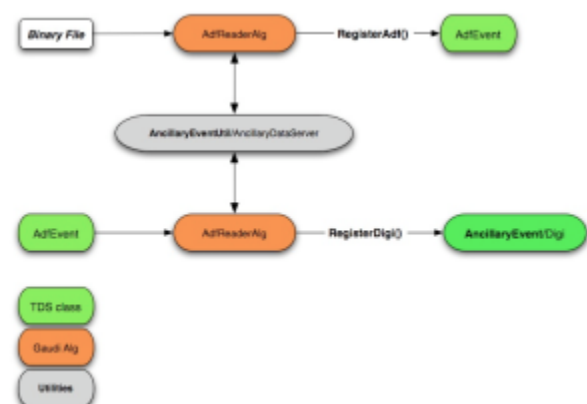 Binary File
AdfReaderAlg
RegisterAdf()
AdfEvent
AncillaryEventUtil/AncillaryDataServer
AdfEvent
AdfReaderAlg
RegisterDigi()
AncillaryEvent/Digi
TDS class
Gaudi Alg
Utilities